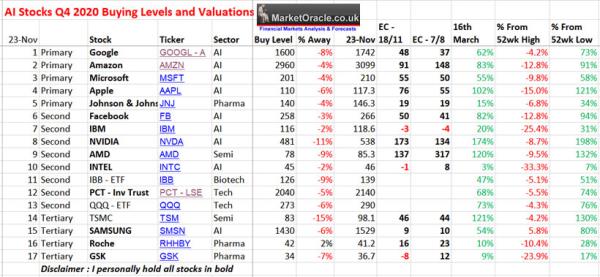 AI Stocks Q4 2020 Buying Levels and Valuations
MarketOracle.co.uk
Financial Markets Analysis & Forecasts
23-Nov Stock Ticker Sector Buy Level % Away 23-Nov EC - 18/11 EC - 7/8 16th March % From 52wk High % From 52wk Low
1 Primary Google GOOGL - A AI 1600 -8% 1742 48 37 62% -4.2% 73%
2 Primary Amazon AMZN AI 2960 -4% 3099 91 148 83% -12.8% 91%
3 Primary Microsoft MSFT AI 201 -4% 210 55 50 55% -9.8% 58%
4 Primary Apple AAPL AI 110 -6% 117.3 76 55 102% -15.0% 121%
5 Primary Johnson & Johns JNJ Pharma 140 -4% 146.3 19 15 15% -6.8% 34%
6 Second Facebook FB AI 258 -3% 266 50 41 82% -12.8% 94%
7 Second IBM IBM AI 116 -2% 118.6 -3 -4 20% -25.4% 31%
8 Second NVIDIA NVDA AI 481 -11% 538 173 134 174% -8.7% 198%
9 Second AMD AMD Semi 78 -9% 85.3 137 317 120% -9.5% 132%
10 Second INTEL INTC AI 45 -2% 46 -1 8 3% -33.3% 7%
11 Second IBB - ETF IBB Biotech 126 -9% 139 47% -5.1% 51%
12 Second PCT - Inv Trust PCT - LSE Tech 2040 -5% 2140 68% -5.5% 74%
13 Second QQQ - ETF QQQ Tech 273 -6% 290 73% -4.3% 76%
14 Tertiary TSMC TSM Semi 83 -15% 98.1 46 44 121% -4.2% 130%
15 Tertiary SAMSUNG SMSN AI 1430 -6% 1529 9 10 54% 5.8% 80%
16 Tertiary Roche RHHBY Pharma 42 2% 41.2 16 23 10% -10.4% 28%
17 Tertiary GSK GSK Pharma 34 -7% 36.7 -8 12 9% -23.9% 17%
Disclaimer : I personally hold all stocks in bold